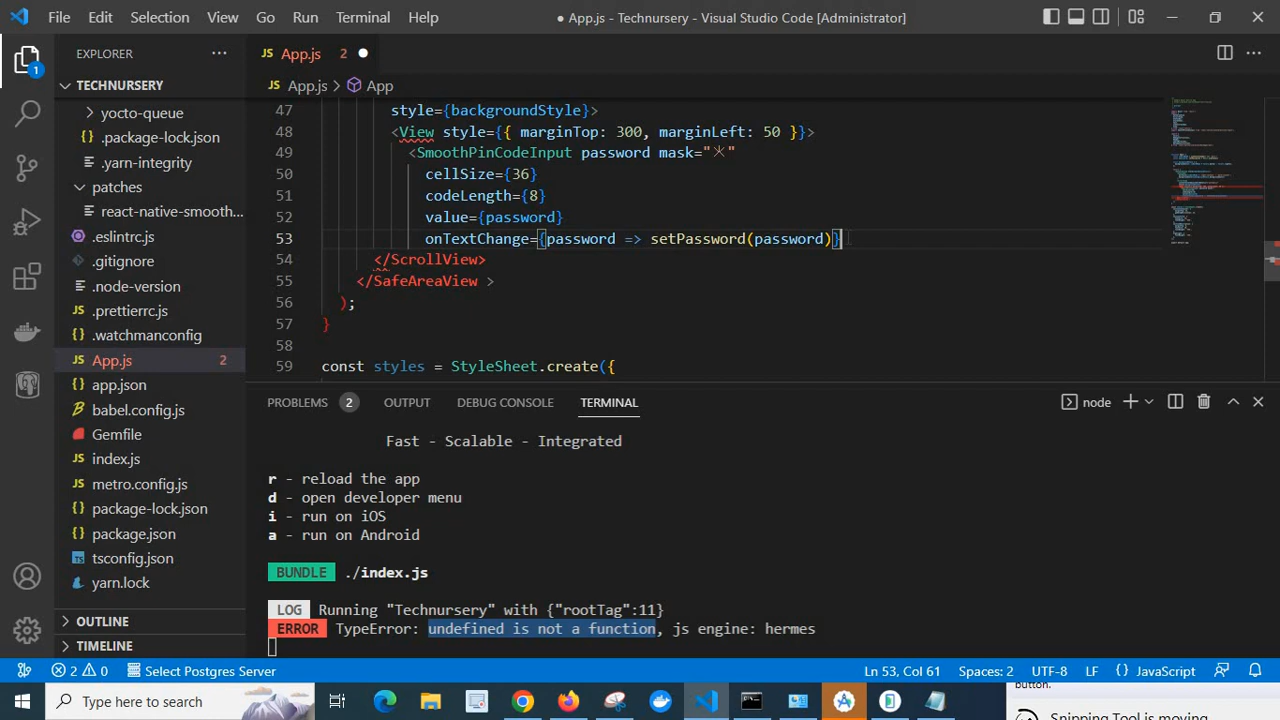 File Edit Selection View Go Run Terminal Help
● App.js - Technursery - Visual Studio Code [Administrator]
EXPLORER
JS App.js 2
TECHNURSERY
JS App.js > App
1
yocto-queue
{} .package-lock.json
.yarn-integrity
patches
react-native-smooth...
.eslintrc.js
.gitignore
.node-version
JS .prettierrc.js
{} .watchmanconfig
JS App.js 2
{} app.json
babel.config.js
Gemfile
JS index.js
JS metro.config.js
{} package-lock.json
{} package.json
tsconfig.json
yarn.lock
OUTLINE
TIMELINE
47 style={backgroundStyle}>
48 <View style={{ marginTop: 300, marginLeft: 50 }}>
49 <SmoothPinCodeInput password mask="﹡"
50 cellSize={36}
51 codeLength={8}
52 value={password}
53 onTextChange={password => setPassword(password)}
54 </ScrollView>
55 </SafeAreaView >
56 );
57 }
58
59 const styles = StyleSheet.create({
PROBLEMS 2 OUTPUT DEBUG CONSOLE TERMINAL
node
Fast - Scalable - Integrated
r - reload the app
d - open developer menu
i - run on iOS
a - run on Android
BUNDLE ./index.js
LOG Running "Technursery" with {"rootTag":11}
ERROR TypeError: undefined is not a function, js engine: hermes
2 0 Select Postgres Server
Ln 53, Col 61 Spaces: 2 UTF-8 LF {} JavaScript
Type here to search
button.
Snipping Tool is moving